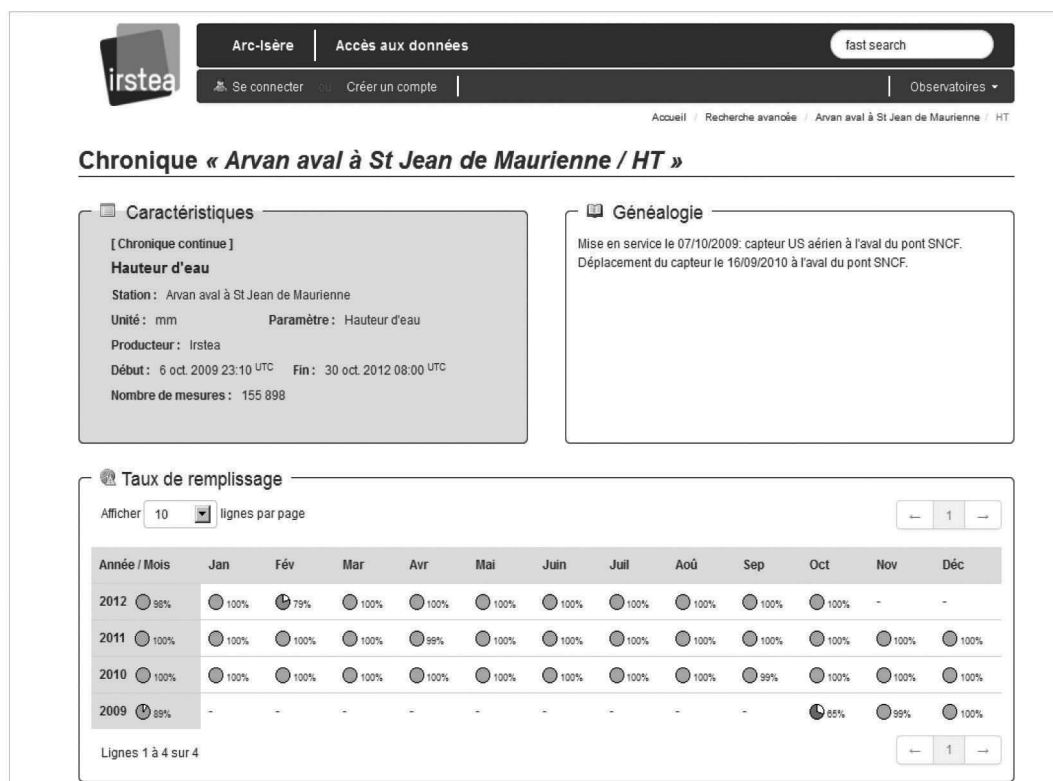 irstea
Arc-Isère Accès aux données fast search
Se connecter ou Créer un compte Observatoires
Accueil / Recherche avancée / Arvan aval à St Jean de Maurienne / HT
Chronique « Arvan aval à St Jean de Maurienne / HT »
Caractéristiques
[ Chronique continue ]
Hauteur d'eau
Station : Arvan aval à St Jean de Maurienne
Unité : mm Paramètre : Hauteur d'eau
Producteur : Irstea
Début : 6 oct. 2009 23:10 UTC Fin : 30 oct. 2012 08:00 UTC
Nombre de mesures : 155 898
Généalogie
Mise en service le 07/10/2009: capteur US aérien à l'aval du pont SNCF.
Déplacement du capteur le 16/09/2010 à l'aval du pont SNCF.
Taux de remplissage
Afficher 10 lignes par page
← 1 →
Année / Mois Jan Fév Mar Avr Mai Juin Juil Aoû Sep Oct Nov Déc
2012 98% 100% 79% 100% 100% 100% 100% 100% 100% 100% 100% - -
2011 100% 100% 100% 100% 99% 100% 100% 100% 100% 100% 100% 100% 100%
2010 100% 100% 100% 100% 100% 100% 100% 100% 100% 99% 100% 100% 100%
2009 89% - - - - - - - - - 65% 99% 100%
Lignes 1 à 4 sur 4
← 1 →